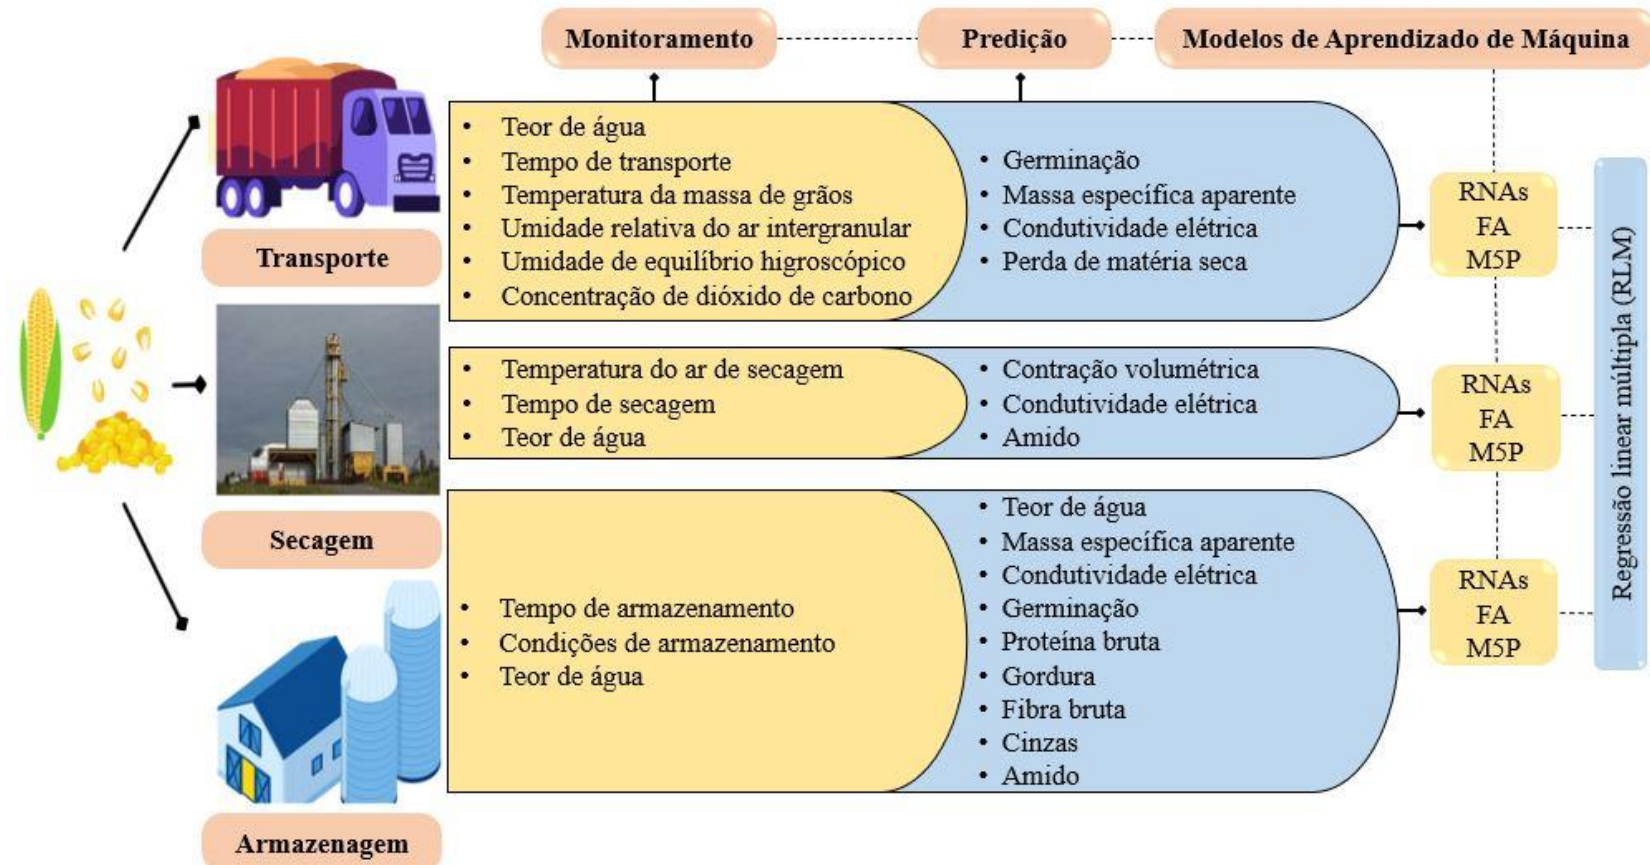 Monitoramento
Predição
Modelos de Aprendizado de Máquina
Transporte
• Teor de água
• Tempo de transporte
• Temperatura da massa de grãos
• Umidade relativa do ar intergranular
• Umidade de equilíbrio higroscópico
• Concentração de dióxido de carbono
• Germinação
• Massa específica aparente
• Condutividade elétrica
• Perda de matéria seca
RNAs
FA
M5P
Secagem
• Temperatura do ar de secagem
• Tempo de secagem
• Teor de água
• Contração volumétrica
• Condutividade elétrica
• Amido
RNAs
FA
M5P
Armazenagem
• Tempo de armazenamento
• Condições de armazenamento
• Teor de água
• Teor de água
• Massa específica aparente
• Condutividade elétrica
• Germinação
• Proteína bruta
• Gordura
• Fibra bruta
• Cinzas
• Amido
RNAs
FA
M5P
Regressão linear múltipla (RLM)